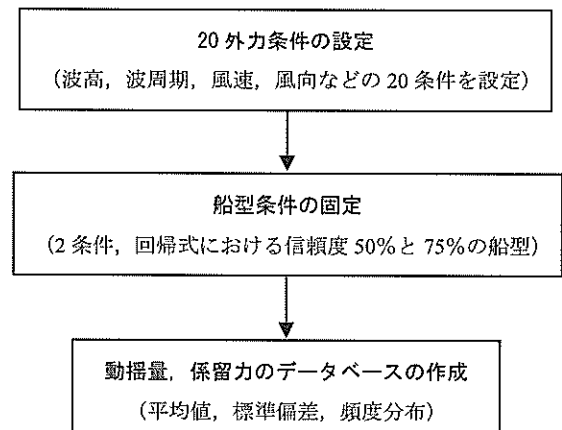 20 外力条件の設定
（波高，波周期，風速，風向などの 20 条件を設定）
船型条件の固定
（2 条件，回帰式における信頼度 50%と 75%の船型）
動揺量，係留力のデータベースの作成
（平均値，標準偏差，頻度分布）